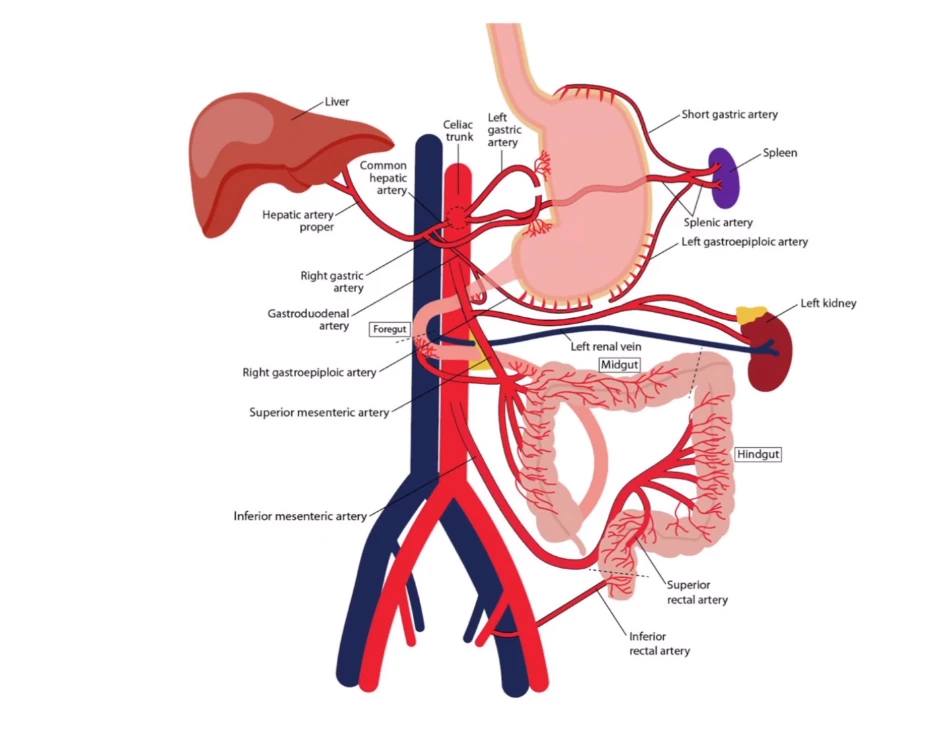 Liver
Celiac
trunk
Left
gastric
artery
Short gastric artery
Spleen
Common
hepatic
artery
Hepatic artery
proper
Splenic artery
Left gastroepiploic artery
Right gastric
artery
Left kidney
Gastroduodenal
artery
Foregut
Left renal vein
Midgut
Right gastroepiploic artery
Superior mesenteric artery
Hindgut
Inferior mesenteric artery
Superior
rectal artery
Inferior
rectal artery